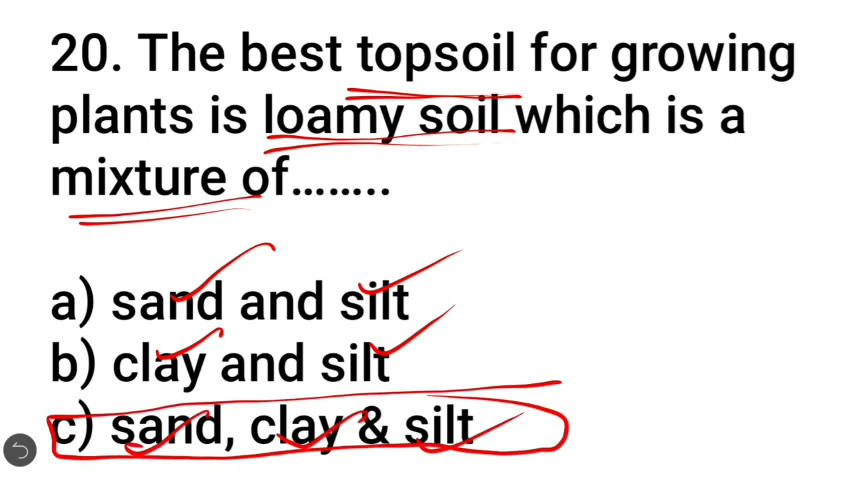 20. The best topsoil for growing
plants is loamy soil which is a
mixture of........
a) sand and silt
b) clay and silt
c) sand, clay & silt